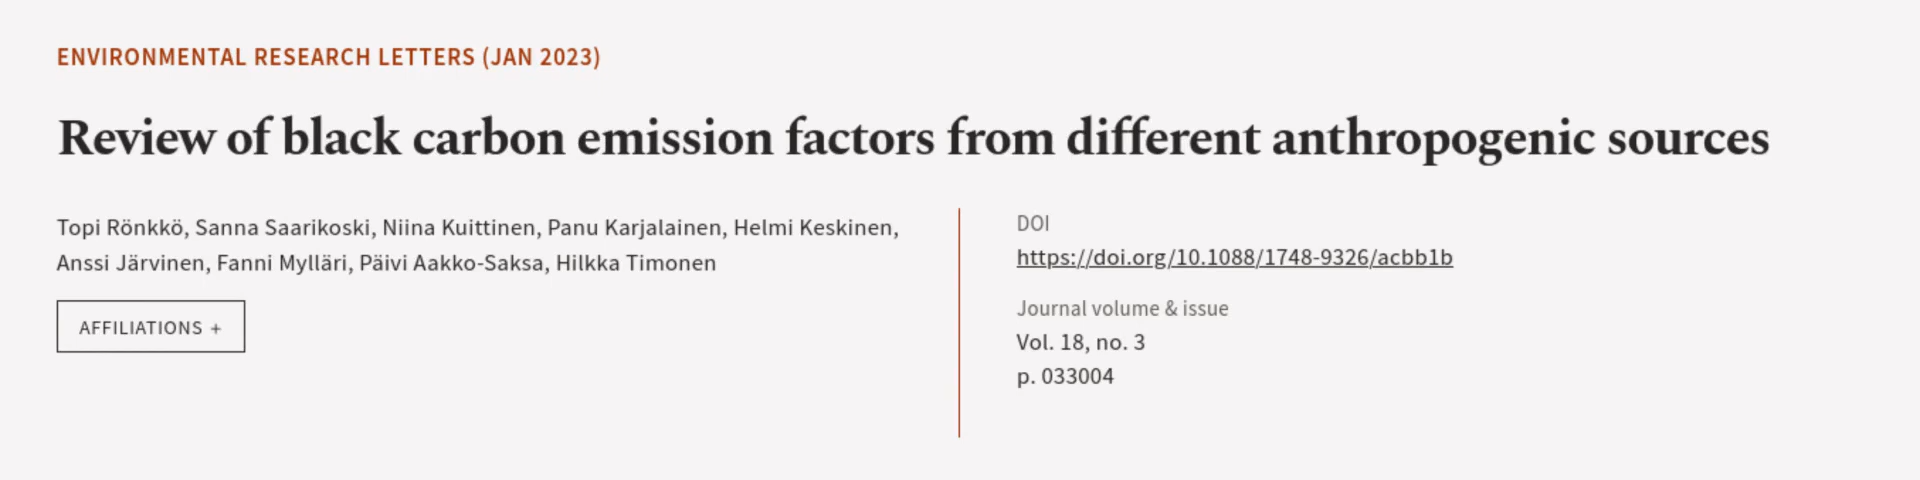 ENVIRONMENTAL RESEARCH LETTERS (JAN 2023)
Review of black carbon emission factors from different anthropogenic sources
Topi Rönkkö, Sanna Saarikoski, Niina Kuittinen, Panu Karjalainen, Helmi Keskinen,
Anssi Järvinen, Fanni Mylläri, Päivi Aakko-Saksa, Hilkka Timonen
AFFILIATIONS +
DOI
https://doi.org/10.1088/1748-9326/acbb1b
Journal volume & issue
Vol. 18, no. 3
p. 033004